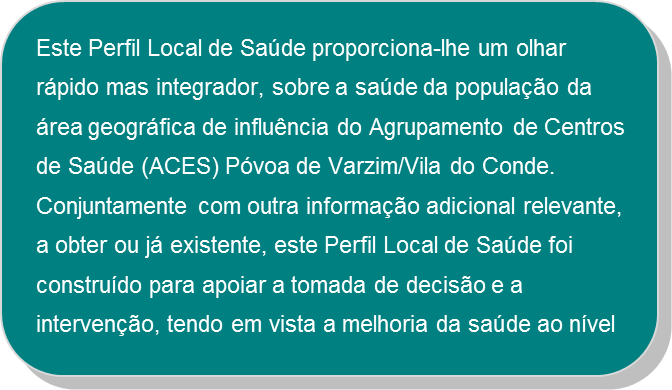 Este Perfil Local de Saúde proporciona-lhe um olhar
rápido mas integrador, sobre a saúde da população da
área geográfica de influência do Agrupamento de Centros
de Saúde (ACES) Póvoa de Varzim/Vila do Conde.
Conjuntamente com outra informação adicional relevante,
a obter ou já existente, este Perfil Local de Saúde foi
construído para apoiar a tomada de decisão e a
intervenção, tendo em vista a melhoria da saúde ao nível